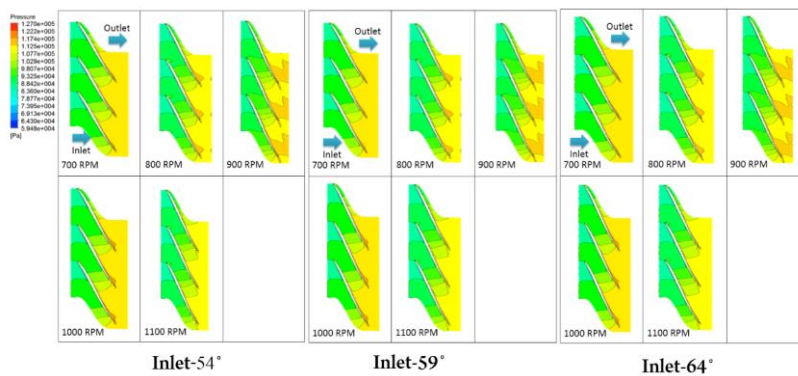 Pressure
1.270e+005
1.222e+005
1.174e+005
1.125e+005
1.077e+005
1.029e+005
9.807e+004
9.325e+004
8.842e+004
8.360e+004
7.877e+004
7.395e+004
6.913e+004
6.430e+004
5.948e+004
[Pa]
Outlet
Inlet
700 RPM
800 RPM
900 RPM
1000 RPM
1100 RPM
Inlet-54°
Outlet
Inlet
700 RPM
800 RPM
900 RPM
1000 RPM
1100 RPM
Inlet-59°
Outlet
Inlet
700 RPM
800 RPM
900 RPM
1000 RPM
1100 RPM
Inlet-64°